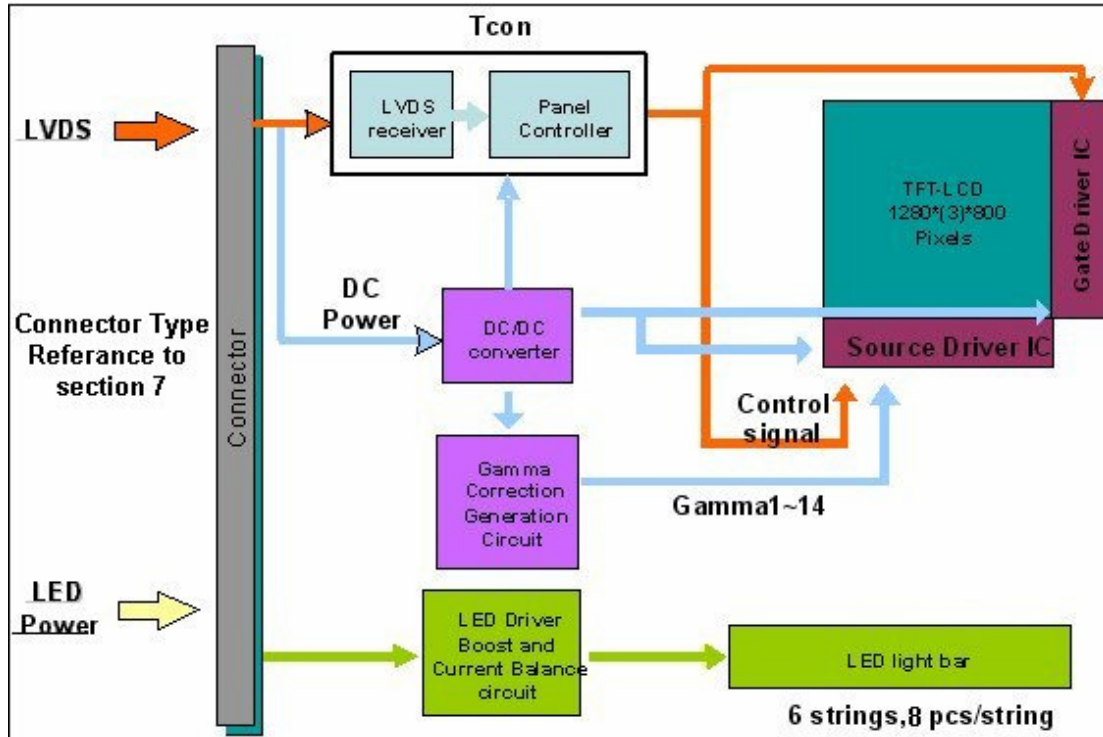 Tcon
LVDS
LVDS
receiver
Panel
Controller
TFT-LCD
1280*(3)*800
Pixels
Gate Driver IC
DC
Power
DC/DC
converter
Connector Type
Referance to
section 7
Connector
Source Driver IC
Control
signal
Gamma
Correction
Generation
Circuit
Gamma1~14
LED
Power
LED Driver
Boost and
Current Balance
circuit
LED light bar
6 strings,8 pcs/string